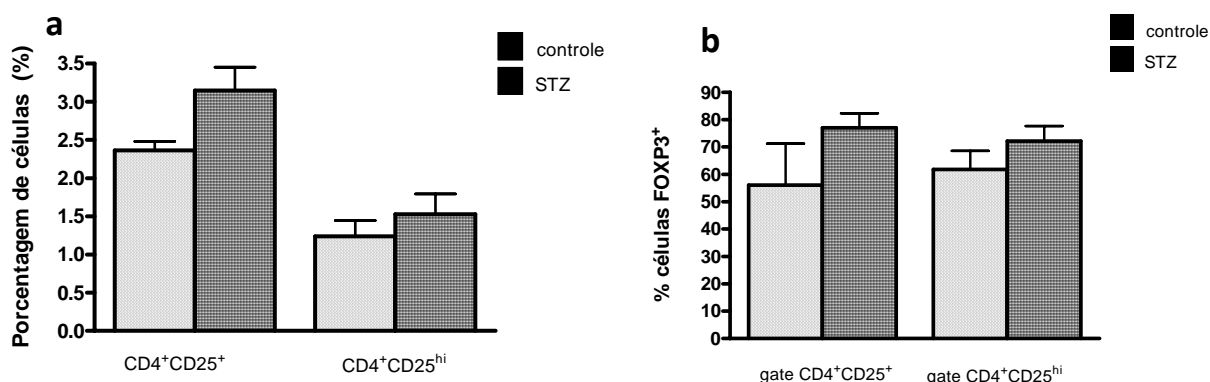 a
controle
STZ
Porcentagem de células (%)
3.5
3.0
2.5
2.0
1.5
1.0
0.5
0.0
CD4⁺CD25⁺
CD4⁺CD25ʰⁱ
b
controle
STZ
% células FOXP3⁺
90
80
70
60
50
40
30
20
10
0
gate CD4⁺CD25⁺
gate CD4⁺CD25ʰⁱ